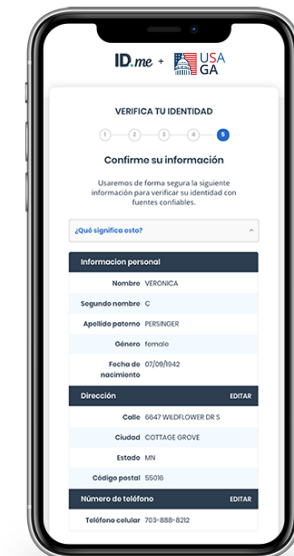 ID.me + USA
GA
VERIFICA TU IDENTIDAD
1 2 3 4 5
Confirme su información
Usaremos de forma segura la siguiente
información para verificar su identidad con
fuentes confiables.
¿Qué significa esto?
Informacion personal
Nombre VERONICA
Segundo nombre C
Apellido paterno PERSINGER
Género female
Fecha de
nacimiento 07/09/1942
Dirección EDITAR
Calle 6647 WILDFLOWER DR S
Ciudad COTTAGE GROVE
Estado MN
Código postal 55016
Número de teléfono EDITAR
Teléfono celular 703-888-8212